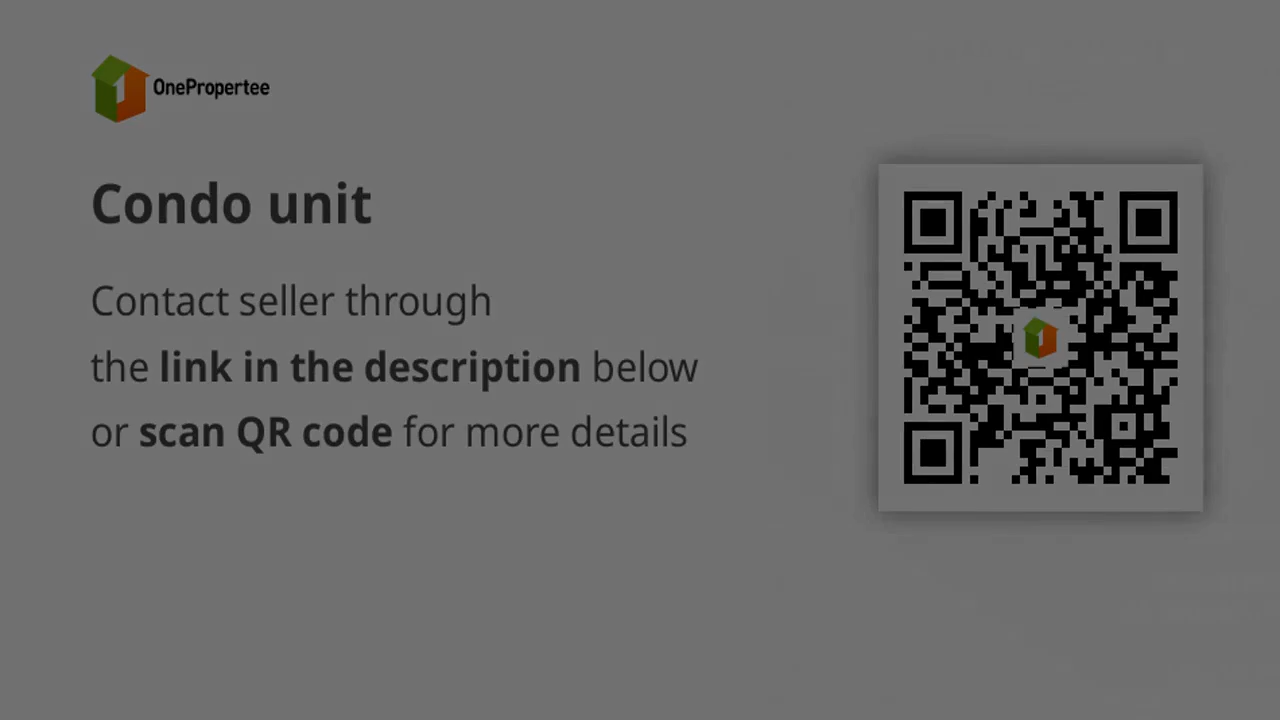 OnePropertee
Condo unit
Contact seller through
the link in the description below
or scan QR code for more details